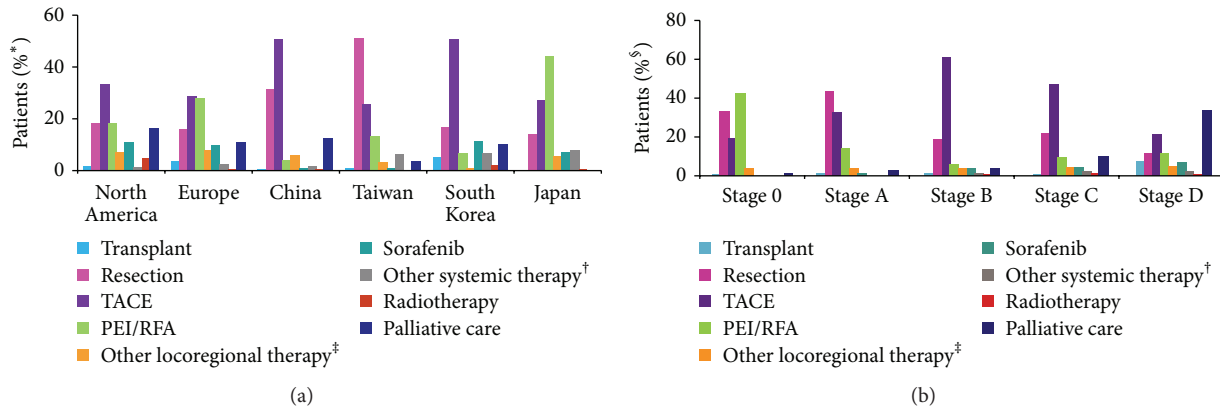 60
40
20
0
Patients (%*)
North America
Europe
China
Taiwan
South Korea
Japan
Transplant
Resection
TACE
PEI/RFA
Other locoregional therapy‡
Sorafenib
Other systemic therapy†
Radiotherapy
Palliative care
(a)
80
60
40
20
0
Patients (%§)
Stage 0
Stage A
Stage B
Stage C
Stage D
Transplant
Resection
TACE
PEI/RFA
Other locoregional therapy‡
Sorafenib
Other systemic therapy†
Radiotherapy
Palliative care
(b)